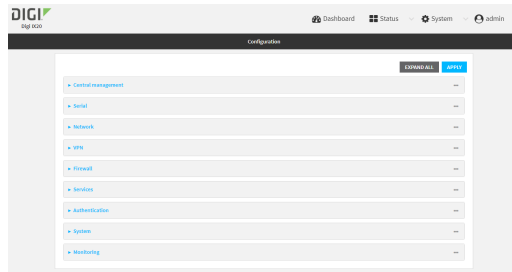 DIGI
Digi IX20
Dashboard Status System admin
Configuration
EXPAND ALL APPLY
Central management
Serial
Network
VPN
Firewall
Services
Authentication
System
Monitoring